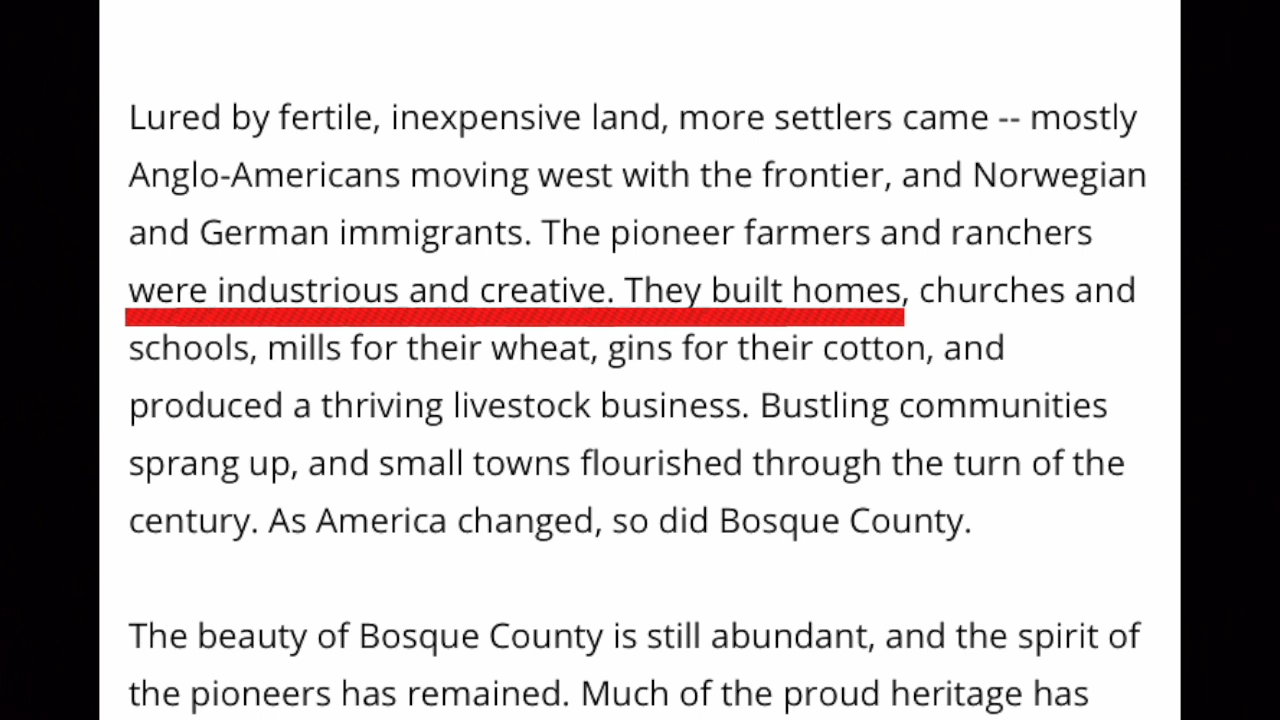 Lured by fertile, inexpensive land, more settlers came -- mostly
Anglo-Americans moving west with the frontier, and Norwegian
and German immigrants. The pioneer farmers and ranchers
were industrious and creative. They built homes, churches and
schools, mills for their wheat, gins for their cotton, and
produced a thriving livestock business. Bustling communities
sprang up, and small towns flourished through the turn of the
century. As America changed, so did Bosque County.
The beauty of Bosque County is still abundant, and the spirit of
the pioneers has remained. Much of the proud heritage has